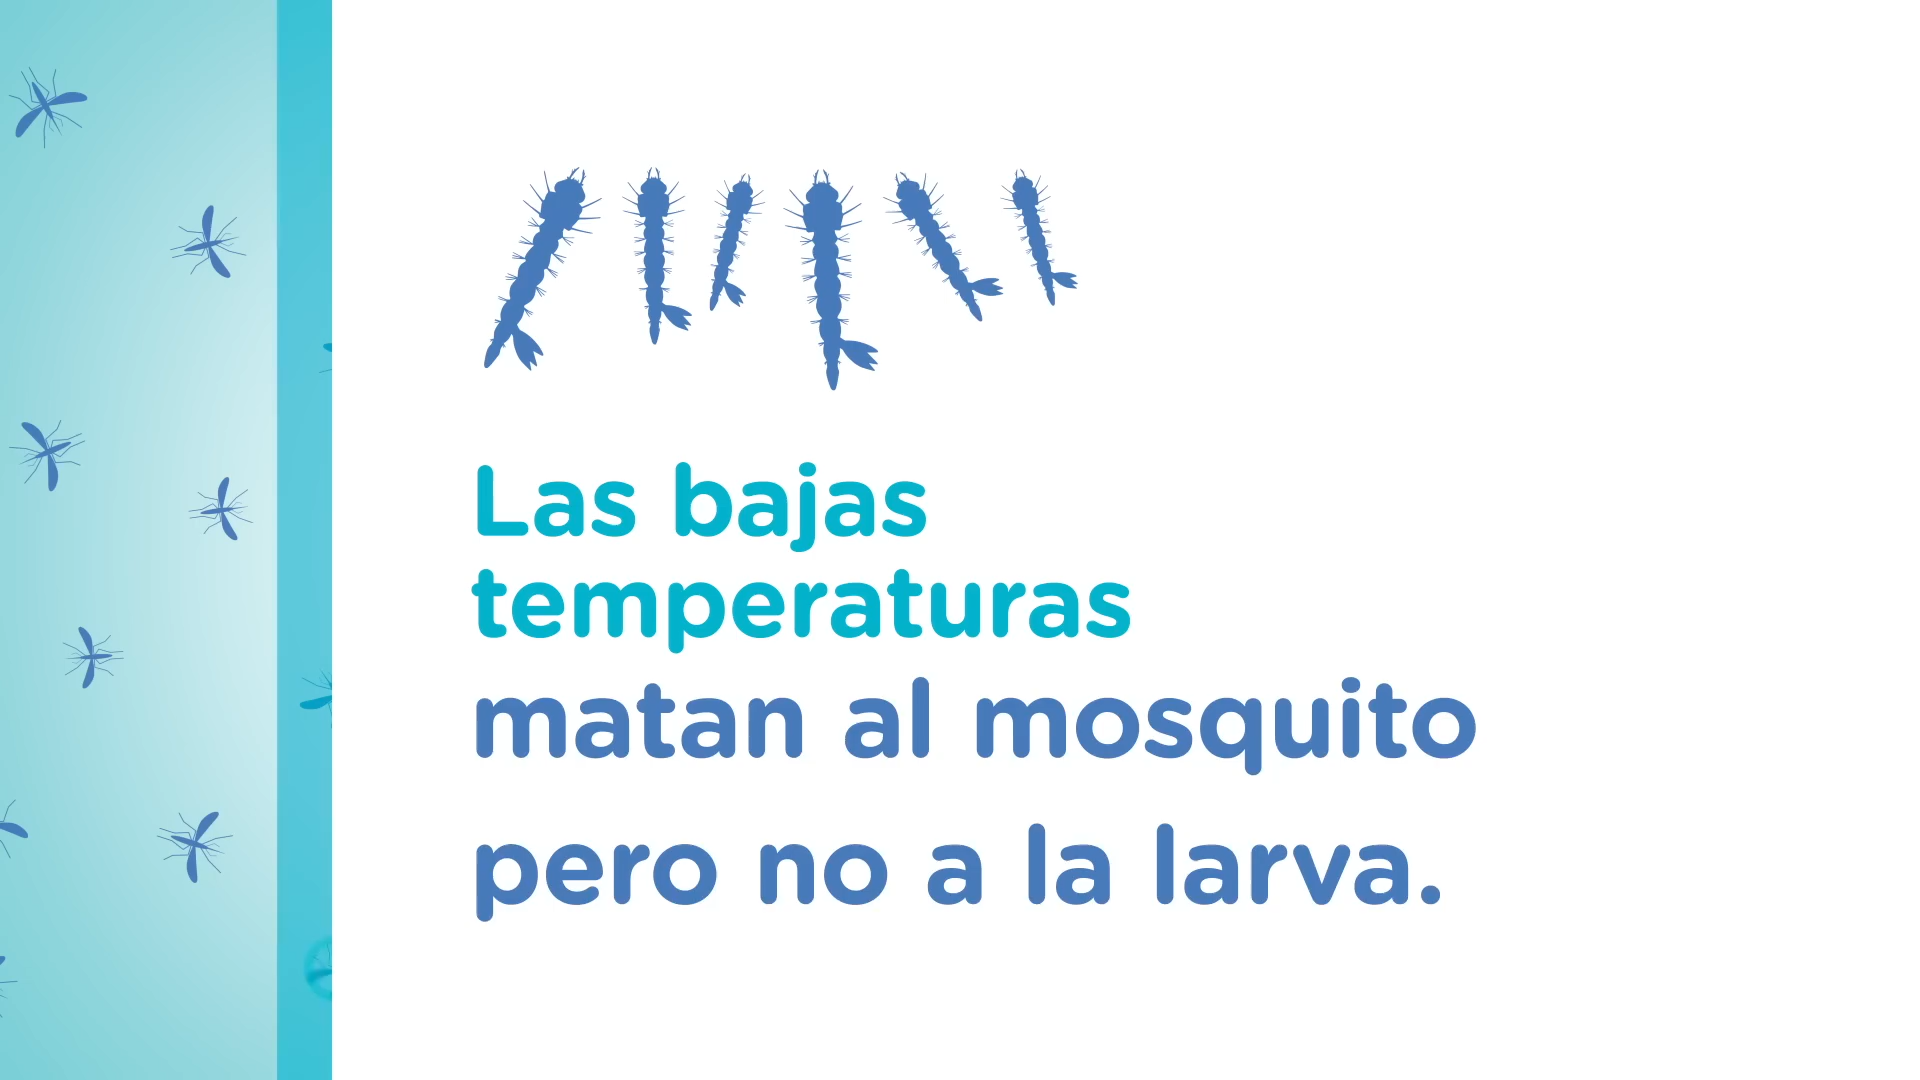 Las bajas
temperaturas
matan al mosquito
pero no a la larva.